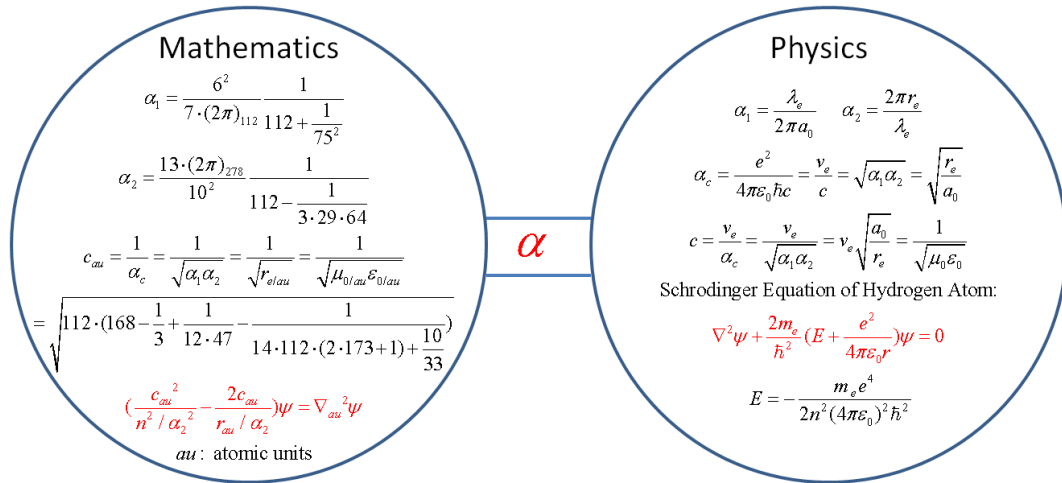 Mathematics
α₁ = 6² / (7·(2π)₁₁₂) · 1 / (112 + 1/75²)
α₂ = 13·(2π)₂₇₈ / 10² · 1 / (112 − 1/(3·29·64))
c_au = 1/α_c = 1/√(α₁α₂) = 1/√(r_e/au) = 1/√(μ_0/au ε_0/au)
= √(112·(168 − 1/3 + 1/(12·47) − 1/(14·112·(2·173+1) + 10/33)))
(c_au² / (n²/α₂²) − 2c_au / (r_au/α₂))ψ = ∇_au²ψ
au: atomic units
α
Physics
α₁ = λ_e / (2πa₀) α₂ = 2πr_e / λ_e
α_c = e² / (4πε₀ħc) = v_e/c = √(α₁α₂) = √(r_e/a₀)
c = v_e/α_c = v_e/√(α₁α₂) = v_e√(a₀/r_e) = 1/√(μ₀ε₀)
Schrodinger Equation of Hydrogen Atom:
∇²ψ + 2m_e/ħ² (E + e²/(4πε₀r))ψ = 0
E = − m_e e⁴ / (2n²(4πε₀)²ħ²)